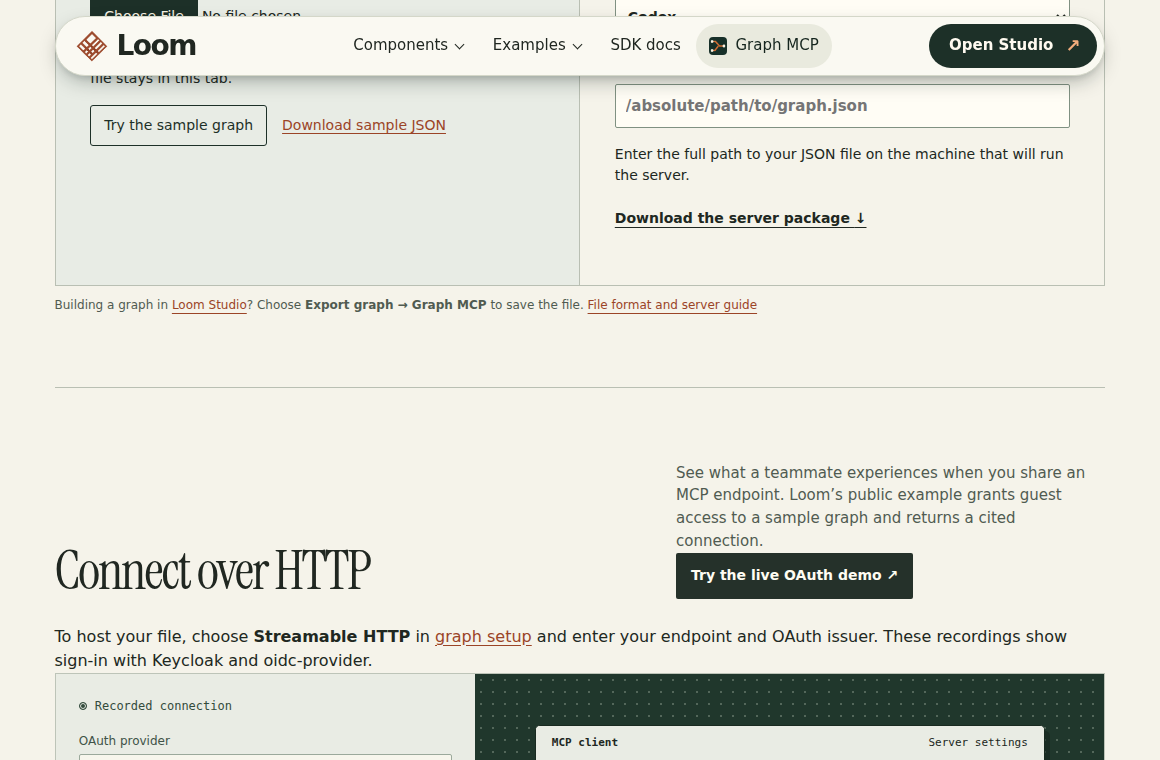 Choose File No file chosen
Codex
Loom
Components
Examples
SDK docs
Graph MCP
Open Studio ↗
file stays in this tab.
Try the sample graph
Download sample JSON
/absolute/path/to/graph.json
Enter the full path to your JSON file on the machine that will run
the server.
Download the server package ↓
Building a graph in Loom Studio? Choose Export graph → Graph MCP to save the file. File format and server guide
See what a teammate experiences when you share an
MCP endpoint. Loom’s public example grants guest
access to a sample graph and returns a cited
connection.
Connect over HTTP
Try the live OAuth demo ↗
To host your file, choose Streamable HTTP in graph setup and enter your endpoint and OAuth issuer. These recordings show
sign-in with Keycloak and oidc-provider.
Recorded connection
OAuth provider
MCP client
Server settings